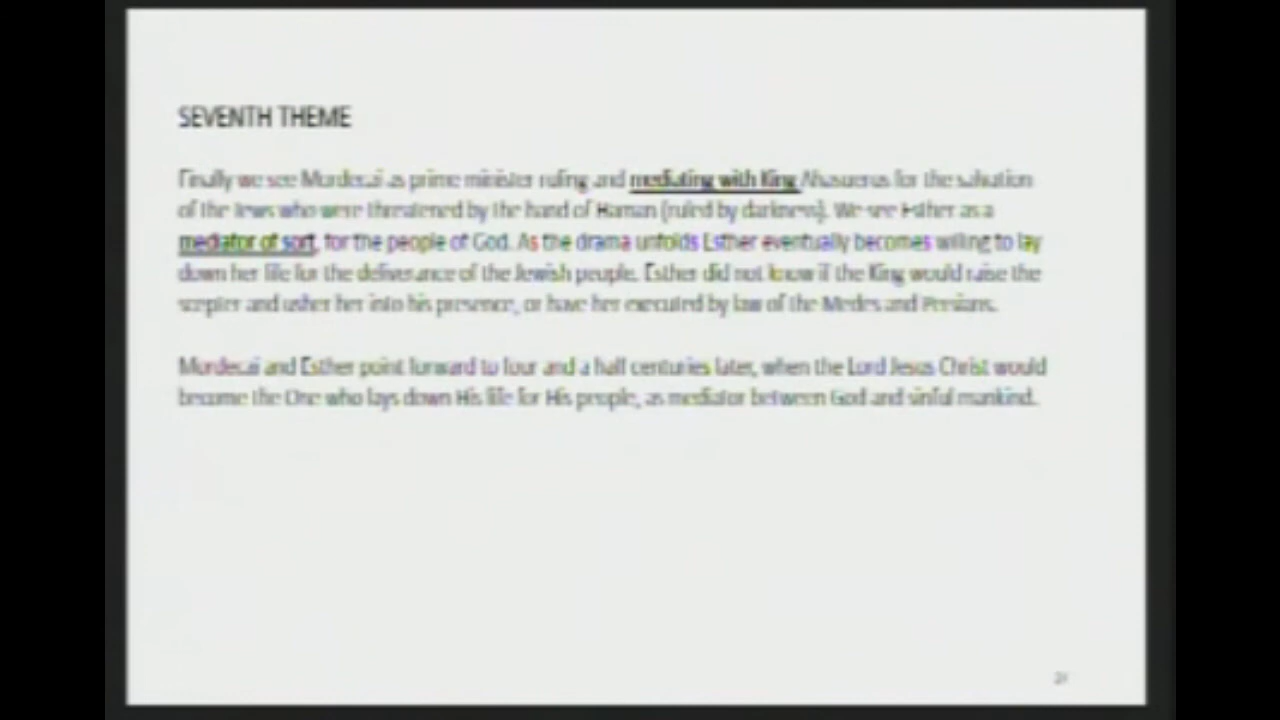 SEVENTH THEME
Finally we see Mordecai as prime minister ruling and mediating with King Ahasuerus for the salvation
of the Jews who were threatened by the hand of Haman (ruled by darkness). We see Esther as a
mediator of sort, for the people of God. As the drama unfolds Esther eventually becomes willing to lay
down her life for the deliverance of the Jewish people. Esther did not know if the King would raise the
scepter and usher her into his presence, or have her executed by law of the Medes and Persians.
Mordecai and Esther point forward to four and a half centuries later, when the Lord Jesus Christ would
become the One who lays down His life for His people, as mediator between God and sinful mankind.